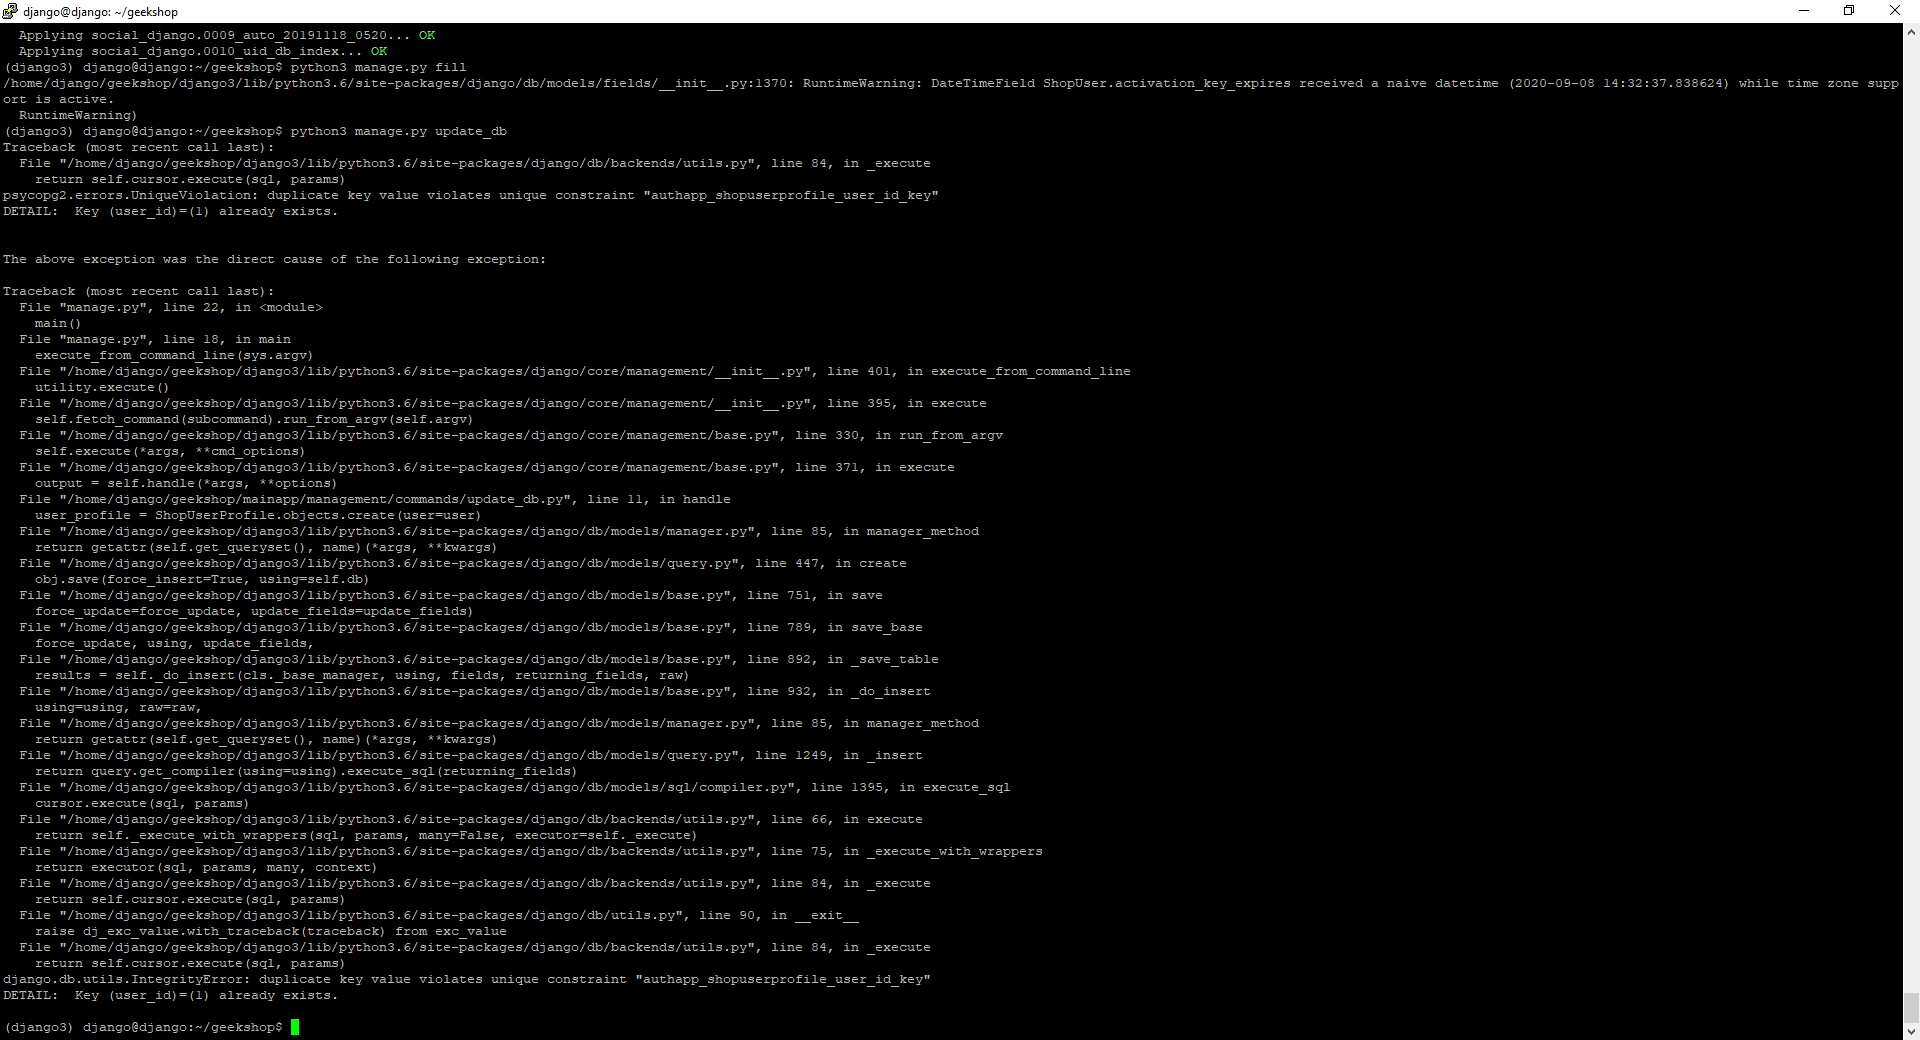 django@django: ~/geekshop
  Applying social_django.0009_auto_20191118_0520... OK
  Applying social_django.0010_uid_db_index... OK
(django3) django@django:~/geekshop$ python3 manage.py fill
/home/django/geekshop/django3/lib/python3.6/site-packages/django/db/models/fields/__init__.py:1370: RuntimeWarning: DateTimeField ShopUser.activation_key_expires received a naive datetime (2020-09-08 14:32:37.838624) while time zone supp
ort is active.
  RuntimeWarning)
(django3) django@django:~/geekshop$ python3 manage.py update_db
Traceback (most recent call last):
  File "/home/django/geekshop/django3/lib/python3.6/site-packages/django/db/backends/utils.py", line 84, in _execute
    return self.cursor.execute(sql, params)
psycopg2.errors.UniqueViolation: duplicate key value violates unique constraint "authapp_shopuserprofile_user_id_key"
DETAIL:  Key (user_id)=(1) already exists.
The above exception was the direct cause of the following exception:
Traceback (most recent call last):
  File "manage.py", line 22, in <module>
    main()
  File "manage.py", line 18, in main
    execute_from_command_line(sys.argv)
  File "/home/django/geekshop/django3/lib/python3.6/site-packages/django/core/management/__init__.py", line 401, in execute_from_command_line
    utility.execute()
  File "/home/django/geekshop/django3/lib/python3.6/site-packages/django/core/management/__init__.py", line 395, in execute
    self.fetch_command(subcommand).run_from_argv(self.argv)
  File "/home/django/geekshop/django3/lib/python3.6/site-packages/django/core/management/base.py", line 330, in run_from_argv
    self.execute(*args, **cmd_options)
  File "/home/django/geekshop/django3/lib/python3.6/site-packages/django/core/management/base.py", line 371, in execute
    output = self.handle(*args, **options)
  File "/home/django/geekshop/mainapp/management/commands/update_db.py", line 11, in handle
    user_profile = ShopUserProfile.objects.create(user=user)
  File "/home/django/geekshop/django3/lib/python3.6/site-packages/django/db/models/manager.py", line 85, in manager_method
    return getattr(self.get_queryset(), name)(*args, **kwargs)
  File "/home/django/geekshop/django3/lib/python3.6/site-packages/django/db/models/query.py", line 447, in create
    obj.save(force_insert=True, using=self.db)
  File "/home/django/geekshop/django3/lib/python3.6/site-packages/django/db/models/base.py", line 751, in save
    force_update=force_update, update_fields=update_fields)
  File "/home/django/geekshop/django3/lib/python3.6/site-packages/django/db/models/base.py", line 789, in save_base
    force_update, using, update_fields,
  File "/home/django/geekshop/django3/lib/python3.6/site-packages/django/db/models/base.py", line 892, in _save_table
    results = self._do_insert(cls._base_manager, using, fields, returning_fields, raw)
  File "/home/django/geekshop/django3/lib/python3.6/site-packages/django/db/models/base.py", line 932, in _do_insert
    using=using, raw=raw,
  File "/home/django/geekshop/django3/lib/python3.6/site-packages/django/db/models/manager.py", line 85, in manager_method
    return getattr(self.get_queryset(), name)(*args, **kwargs)
  File "/home/django/geekshop/django3/lib/python3.6/site-packages/django/db/models/query.py", line 1249, in _insert
    return query.get_compiler(using=using).execute_sql(returning_fields)
  File "/home/django/geekshop/django3/lib/python3.6/site-packages/django/db/models/sql/compiler.py", line 1395, in execute_sql
    cursor.execute(sql, params)
  File "/home/django/geekshop/django3/lib/python3.6/site-packages/django/db/backends/utils.py", line 66, in execute
    return self._execute_with_wrappers(sql, params, many=False, executor=self._execute)
  File "/home/django/geekshop/django3/lib/python3.6/site-packages/django/db/backends/utils.py", line 75, in _execute_with_wrappers
    return executor(sql, params, many, context)
  File "/home/django/geekshop/django3/lib/python3.6/site-packages/django/db/backends/utils.py", line 84, in _execute
    return self.cursor.execute(sql, params)
  File "/home/django/geekshop/django3/lib/python3.6/site-packages/django/db/utils.py", line 90, in __exit__
    raise dj_exc_value.with_traceback(traceback) from exc_value
  File "/home/django/geekshop/django3/lib/python3.6/site-packages/django/db/backends/utils.py", line 84, in _execute
    return self.cursor.execute(sql, params)
django.db.utils.IntegrityError: duplicate key value violates unique constraint "authapp_shopuserprofile_user_id_key"
DETAIL:  Key (user_id)=(1) already exists.
(django3) django@django:~/geekshop$